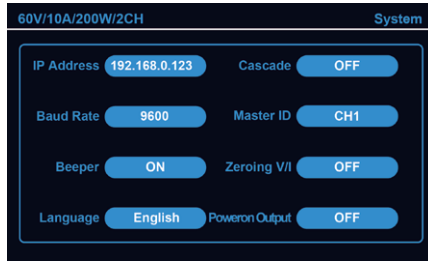 60V/10A/200W/2CH System
IP Address 192.168.0.123 Cascade OFF
Baud Rate 9600 Master ID CH1
Beeper ON Zeroing V/I OFF
Language English Poweron Output OFF